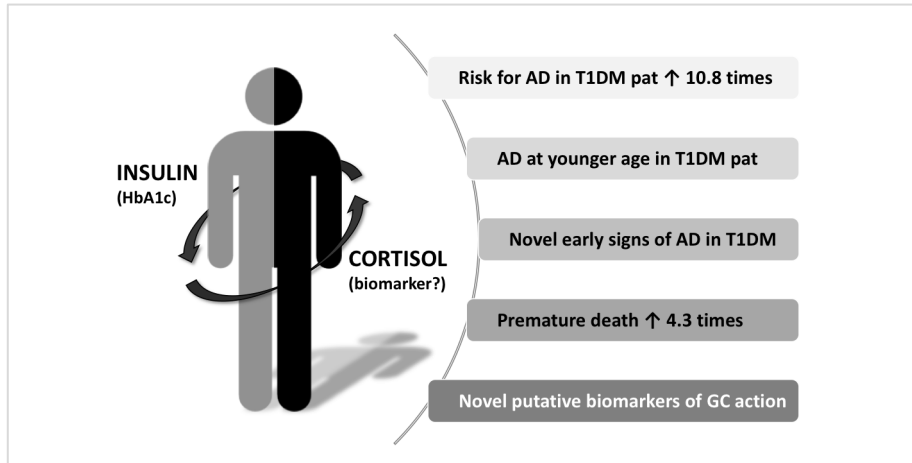 INSULIN
(HbA1c)
CORTISOL
(biomarker?)
Risk for AD in T1DM pat ↑ 10.8 times
AD at younger age in T1DM pat
Novel early signs of AD in T1DM
Premature death ↑ 4.3 times
Novel putative biomarkers of GC action